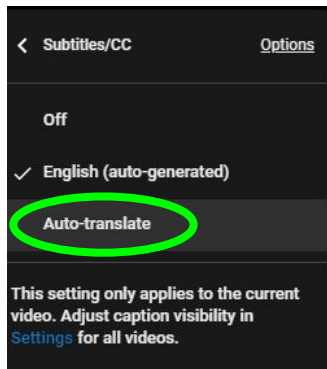 Subtitles/CC Options
Off
English (auto-generated)
Auto-translate
This setting only applies to the current
video. Adjust caption visibility in
Settings for all videos.